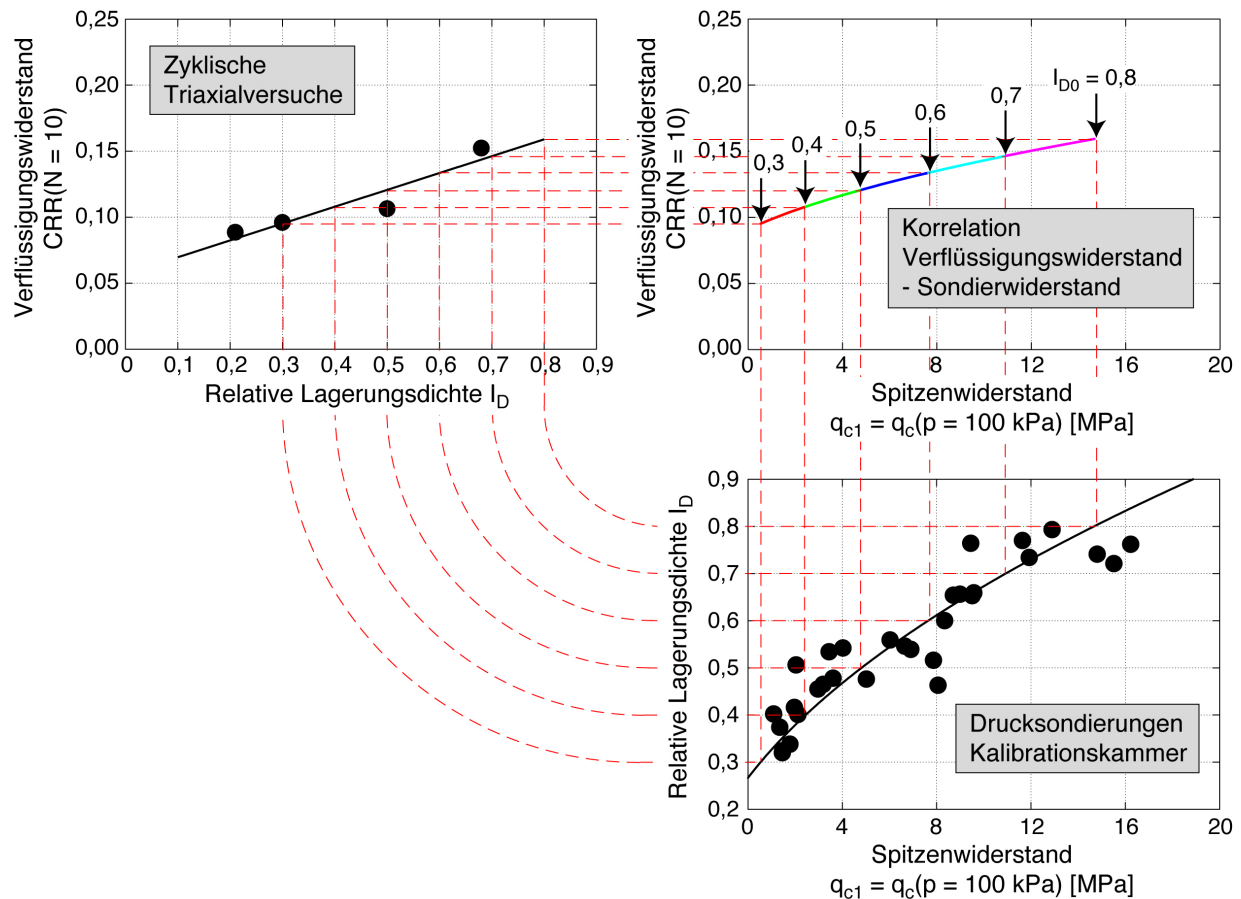 0,25
0,20
0,15
0,10
0,05
0,00
Verflüssigungswiderstand
CRR(N = 10)
Zyklische
Triaxialversuche
0 0,1 0,2 0,3 0,4 0,5 0,6 0,7 0,8 0,9
Relative Lagerungsdichte I_D
0,25
0,20
0,15
0,10
0,05
0,00
Verflüssigungswiderstand
CRR(N = 10)
0,3
0,4
0,5
0,6
0,7
I_D0 = 0,8
Korrelation
Verflüssigungswiderstand
- Sondierwiderstand
0 4 8 12 16 20
Spitzenwiderstand
q_c1 = q_c(p = 100 kPa) [MPa]
0,9
0,8
0,7
0,6
0,5
0,4
0,3
0,2
Relative Lagerungsdichte I_D
Drucksondierungen
Kalibrationskammer
0 4 8 12 16 20
Spitzenwiderstand
q_c1 = q_c(p = 100 kPa) [MPa]